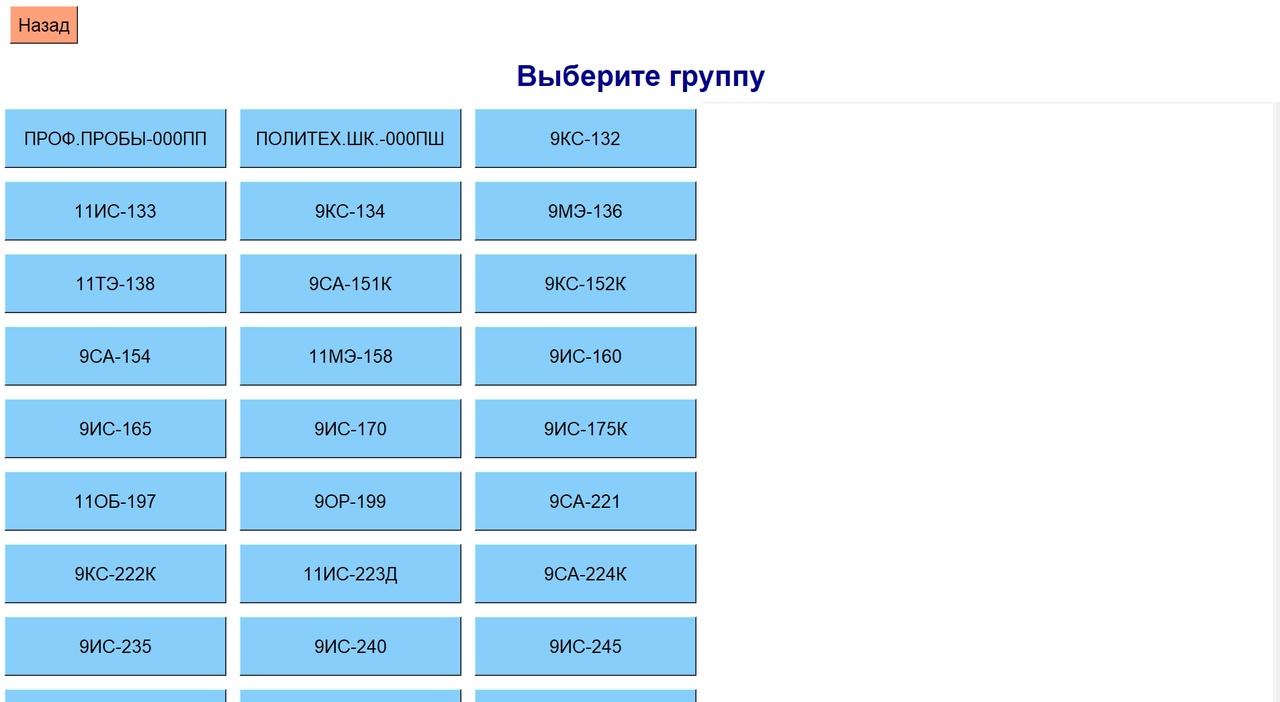 Назад
Выберите группу
ПРОФ.ПРОБЫ-000ПП ПОЛИТЕХ.ШК.-000ПШ 9КС-132
11ИС-133 9КС-134 9МЭ-136
11ТЭ-138 9СА-151К 9КС-152К
9СА-154 11МЭ-158 9ИС-160
9ИС-165 9ИС-170 9ИС-175К
11ОБ-197 9ОР-199 9СА-221
9КС-222К 11ИС-223Д 9СА-224К
9ИС-235 9ИС-240 9ИС-245